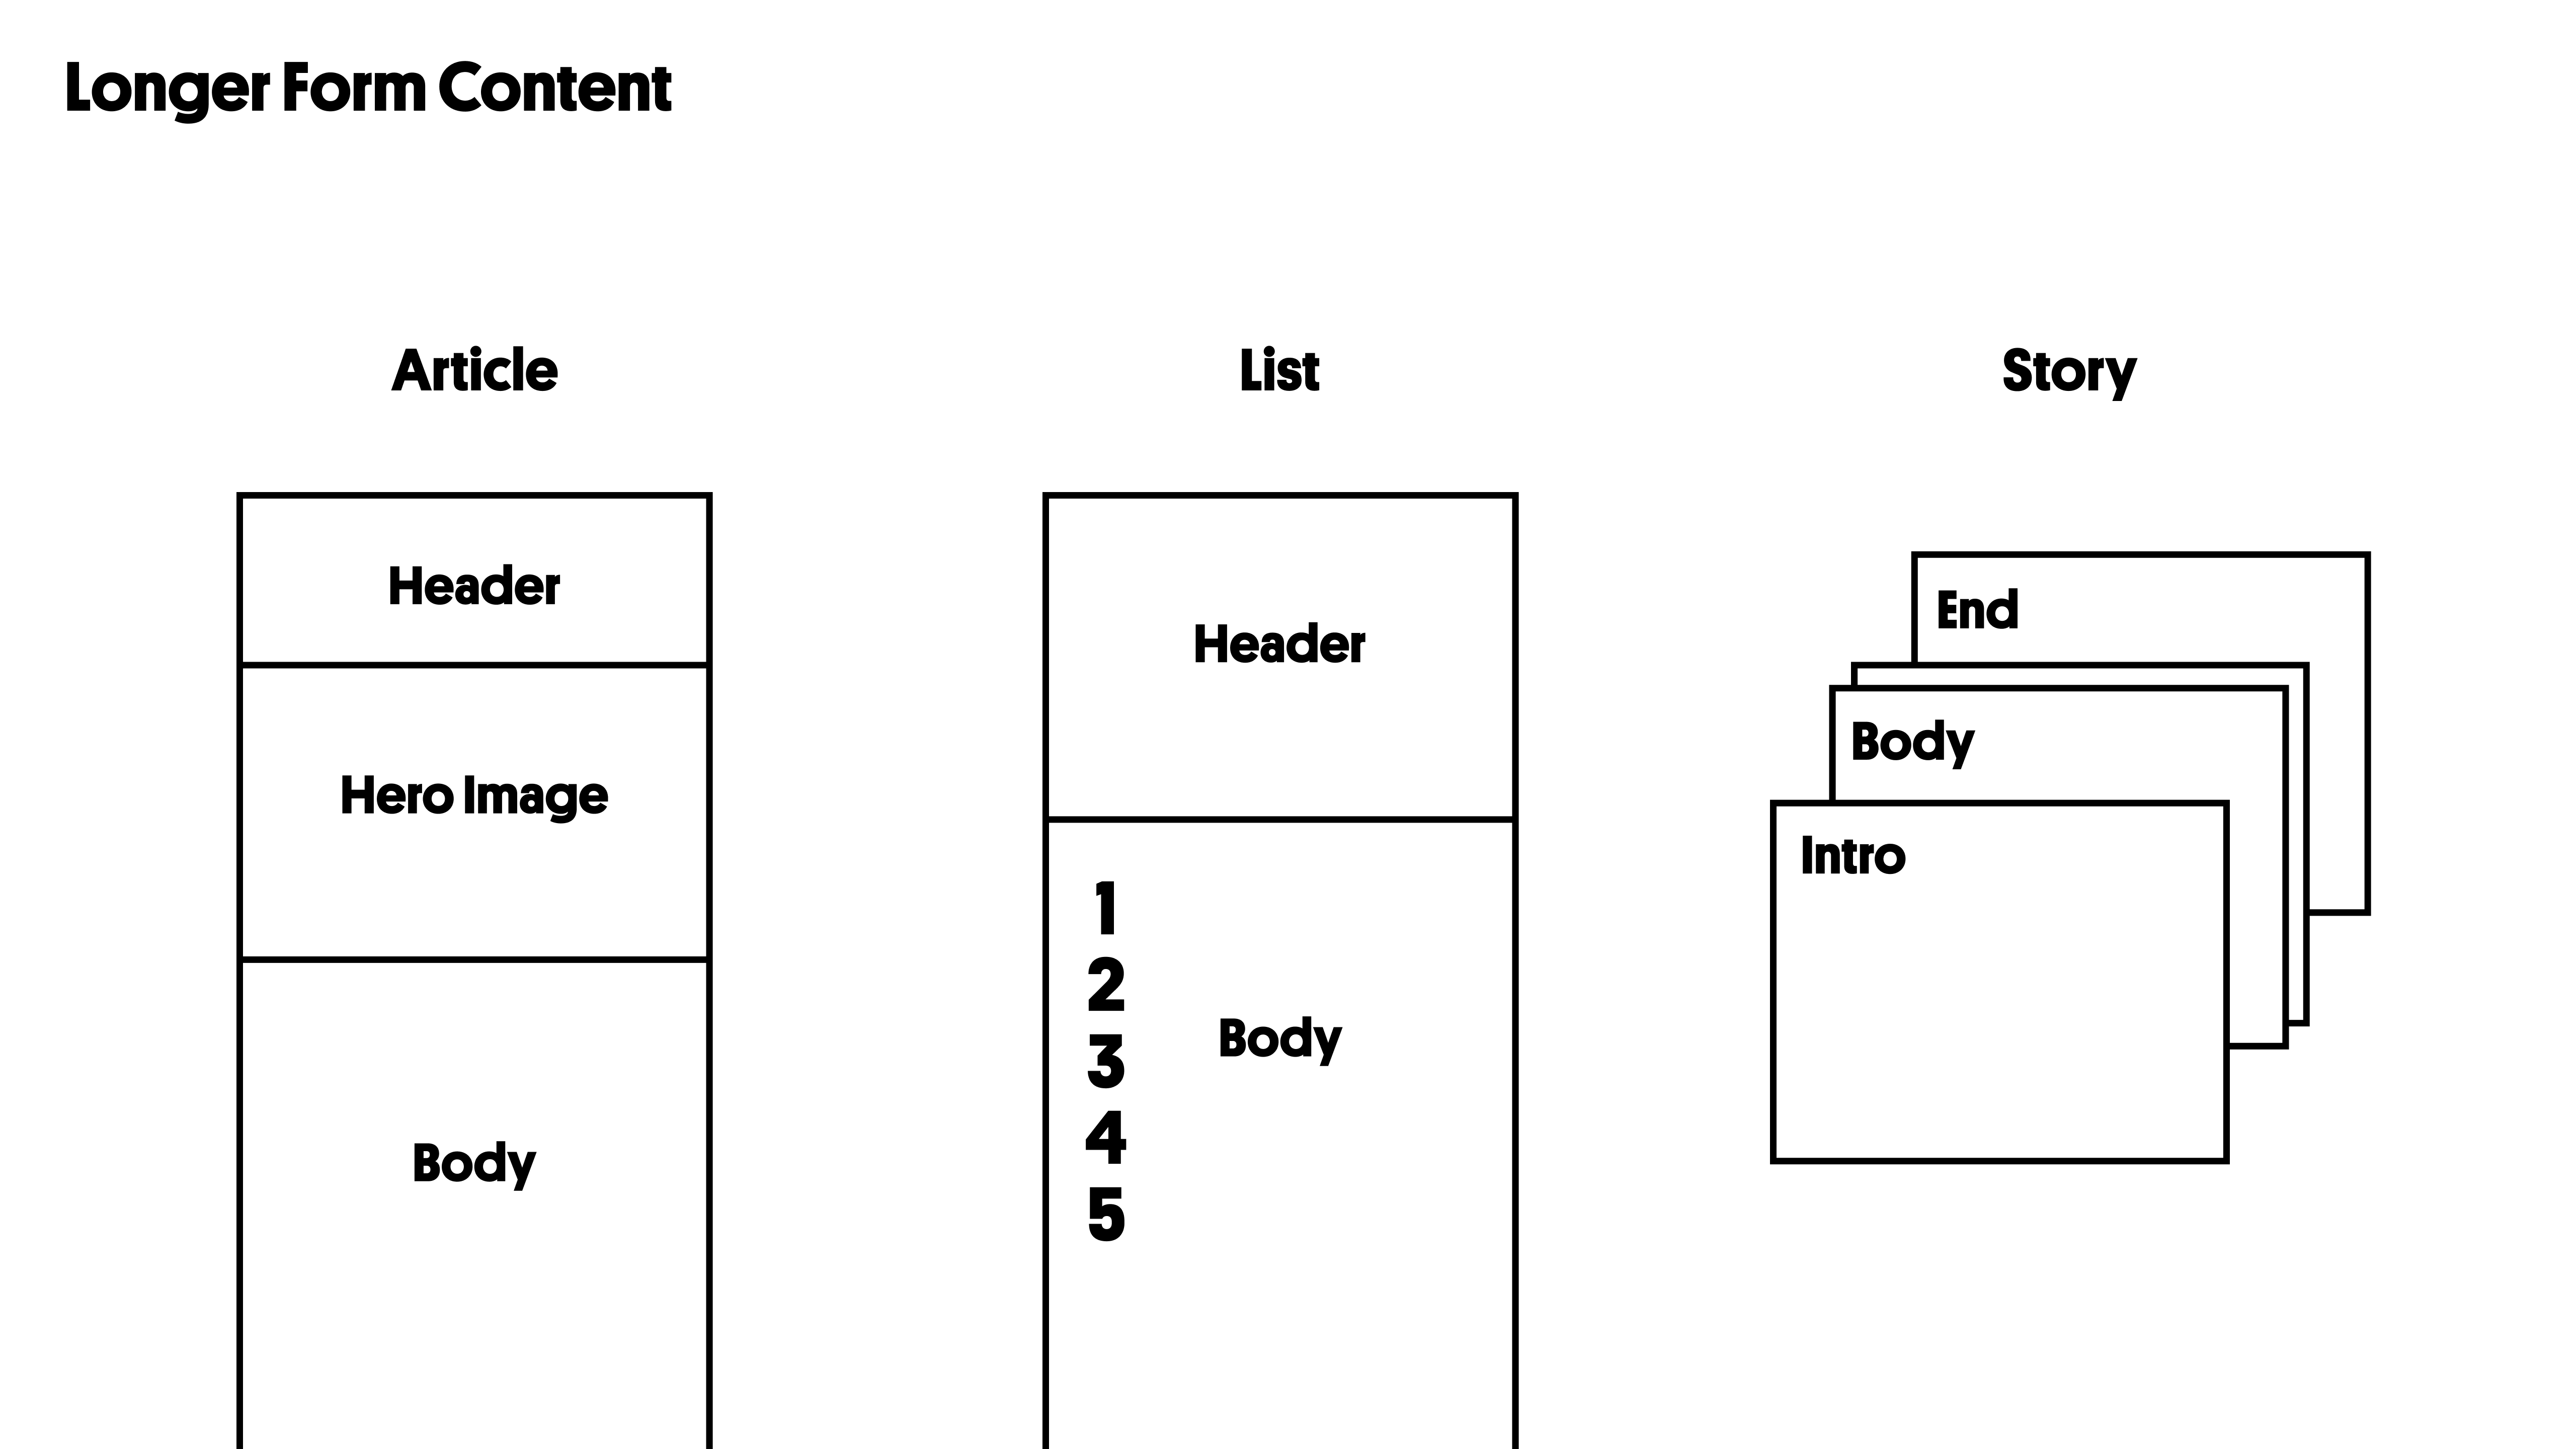 Longer Form Content
Article
Header
Hero Image
Body
List
Header
1
2
3
4
5
Body
Story
End
Body
Intro